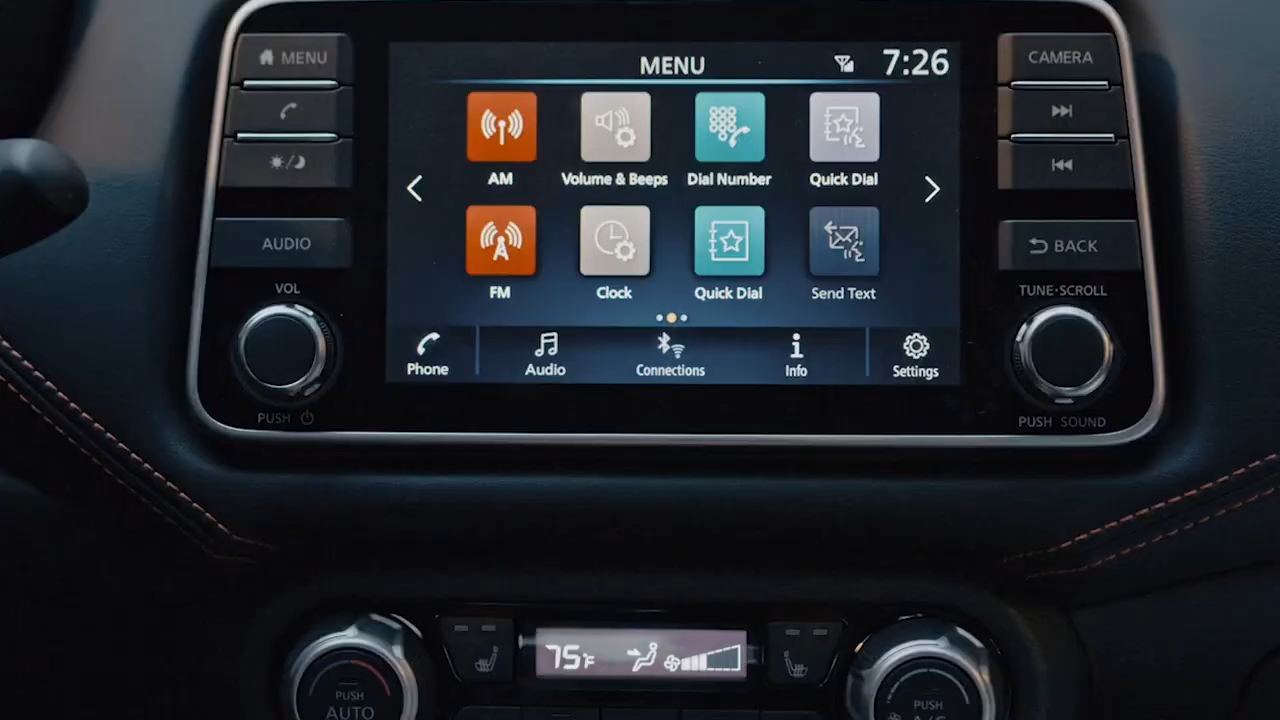 MENU
AUDIO
VOL
PUSH
MENU
7:26
AM
Volume & Beeps
Dial Number
Quick Dial
FM
Clock
Quick Dial
Send Text
Phone
Audio
Connections
Info
Settings
CAMERA
BACK
TUNE·SCROLL
PUSH SOUND
PUSH
AUTO
75°F
PUSH